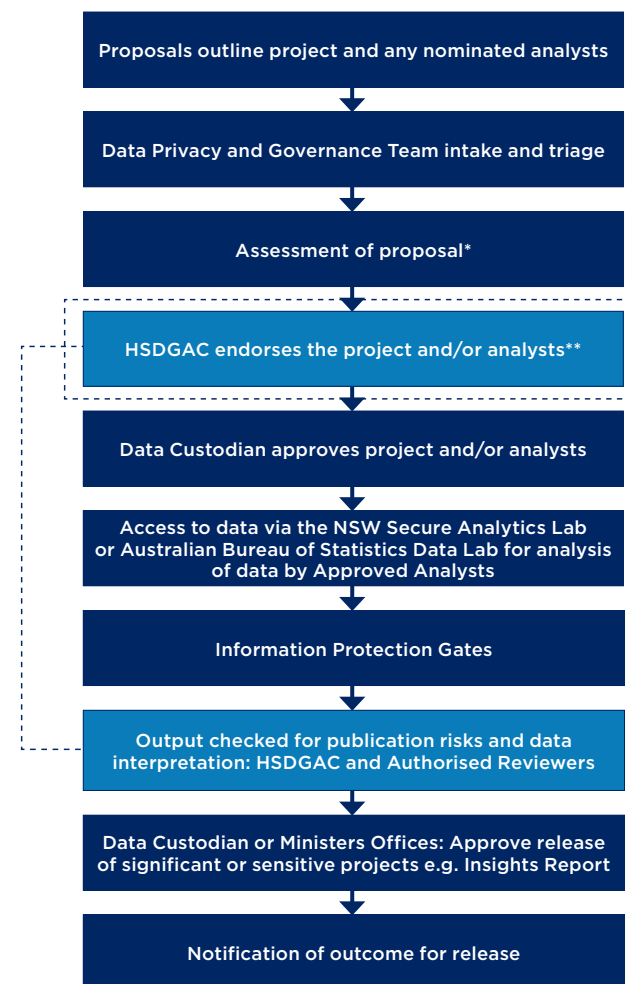 Proposals outline project and any nominated analysts
Data Privacy and Governance Team intake and triage
Assessment of proposal*
HSDGAC endorses the project and/or analysts**
Data Custodian approves project and/or analysts
Access to data via the NSW Secure Analytics Lab
or Australian Bureau of Statistics Data Lab for analysis
of data by Approved Analysts
Information Protection Gates
Output checked for publication risks and data
interpretation: HSDGAC and Authorised Reviewers
Data Custodian or Ministers Offices: Approve release
of significant or sensitive projects e.g. Insights Report
Notification of outcome for release